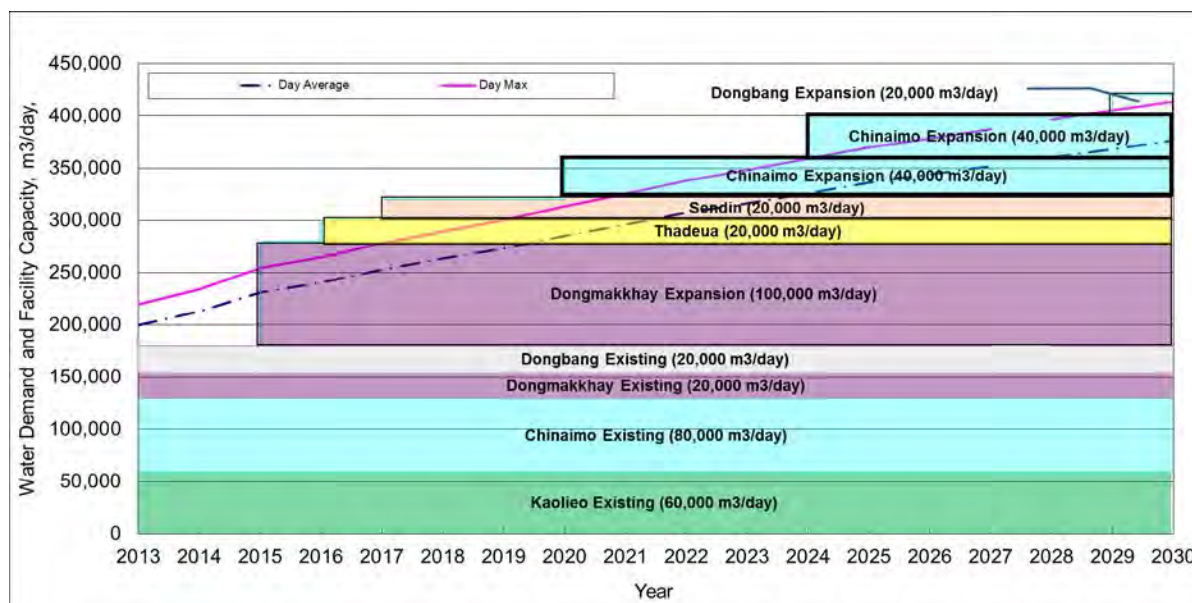 Water Demand and Facility Capacity, m3/day,
450,000
400,000
350,000
300,000
250,000
200,000
150,000
100,000
50,000
0
Day Average
Day Max
Dongbang Expansion (20,000 m3/day)
Chinaimo Expansion (40,000 m3/day)
Chinaimo Expansion (40,000 m3/day)
Sendin (20,000 m3/day)
Thadeua (20,000 m3/day)
Dongmakkhay Expansion (100,000 m3/day)
Dongbang Existing (20,000 m3/day)
Dongmakkhay Existing (20,000 m3/day)
Chinaimo Existing (80,000 m3/day)
Kaolieo Existing (60,000 m3/day)
2013 2014 2015 2016 2017 2018 2019 2020 2021 2022 2023 2024 2025 2026 2027 2028 2029 2030
Year